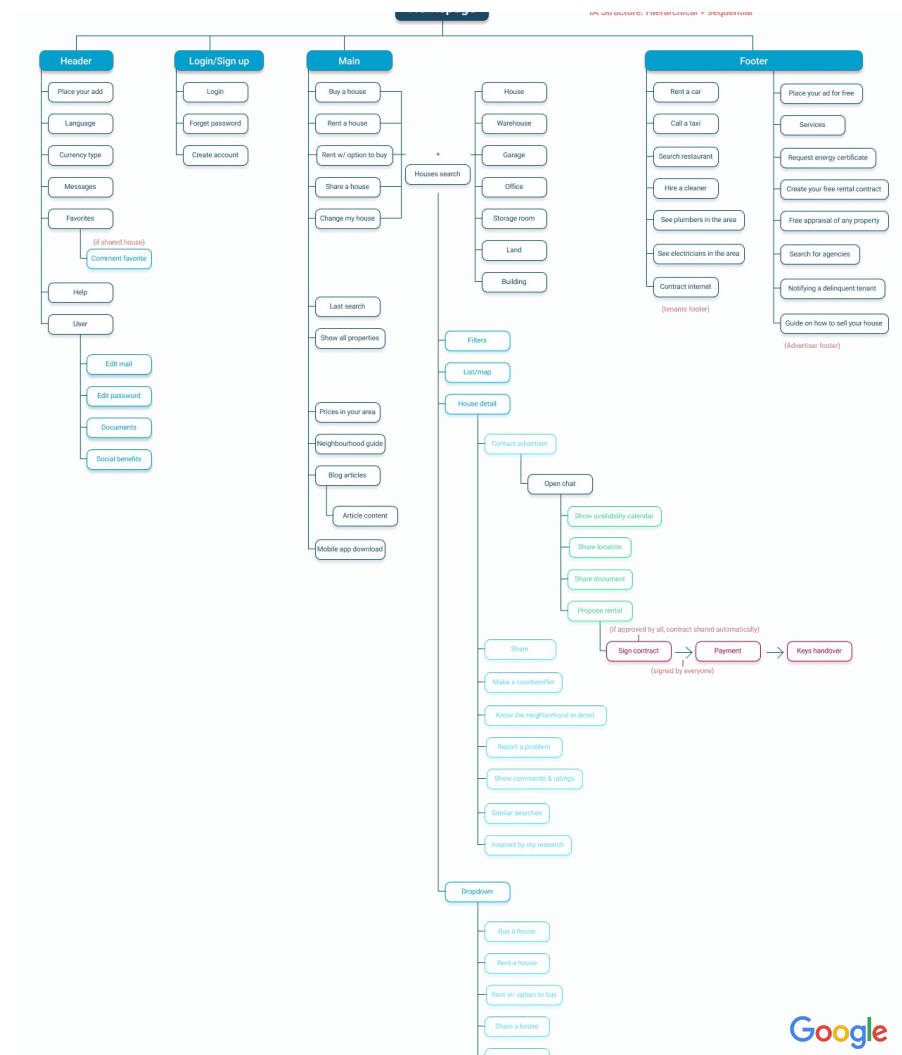 Homepage
IA Structure: Hierarchical + sequential
Header
Place your add
Language
Currency type
Messages
Favorites
(if shared house)
Comment favorite
Help
User
Edit mail
Edit password
Documents
Social benefits
Login/Sign up
Login
Forget password
Create account
Main
Buy a house
Rent a house
Rent w/ option to buy
Share a house
Change my house
Last search
Show all properties
Prices in your area
Neighbourhood guide
Blog articles
Article content
Mobile app download
+
Houses search
House
Warehouse
Garage
Office
Storage room
Land
Building
Filters
List/map
House detail
Contact advertiser
Open chat
Show availability calendar
Share location
Share document
Propose rental
(if approved by all, contract shared automatically)
Sign contract
Payment
Keys handover
(signed by everyone)
Share
Make a counteroffer
Know the neighborhood in detail
Report a problem
Show comments & ratings
Similar searches
Inspired by my research
Dropdown
Buy a house
Rent a house
Rent w/ option to buy
Share a house
Footer
Rent a car
Call a taxi
Search restaurant
Hire a cleaner
See plumbers in the area
See electricians in the area
Contract internet
(tenants footer)
Place your ad for free
Services
Request energy certificate
Create your free rental contract
Free appraisal of any property
Search for agencies
Notifying a delinquent tenant
Guide on how to sell your house
(Advertiser footer)
Google